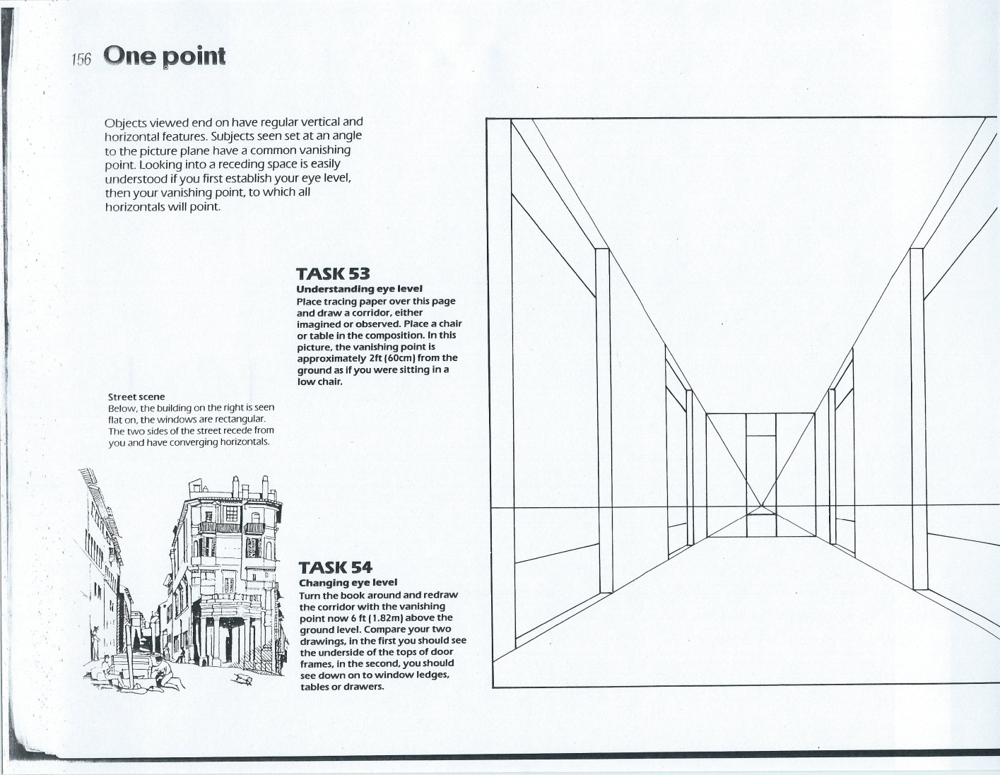 156 One point
Objects viewed end on have regular vertical and
horizontal features. Subjects seen set at an angle
to the picture plane have a common vanishing
point. Looking into a receding space is easily
understood if you first establish your eye level,
then your vanishing point, to which all
horizontals will point.
TASK 53
Understanding eye level
Place tracing paper over this page
and draw a corridor, either
imagined or observed. Place a chair
or table in the composition. In this
picture, the vanishing point is
approximately 2ft (60cm) from the
ground as if you were sitting in a
low chair.
Street scene
Below, the building on the right is seen
flat on, the windows are rectangular.
The two sides of the street recede from
you and have converging horizontals.
TASK 54
Changing eye level
Turn the book around and redraw
the corridor with the vanishing
point now 6 ft (1.82m) above the
ground level. Compare your two
drawings, in the first you should see
the underside of the tops of door
frames, in the second, you should
see down on to window ledges,
tables or drawers.